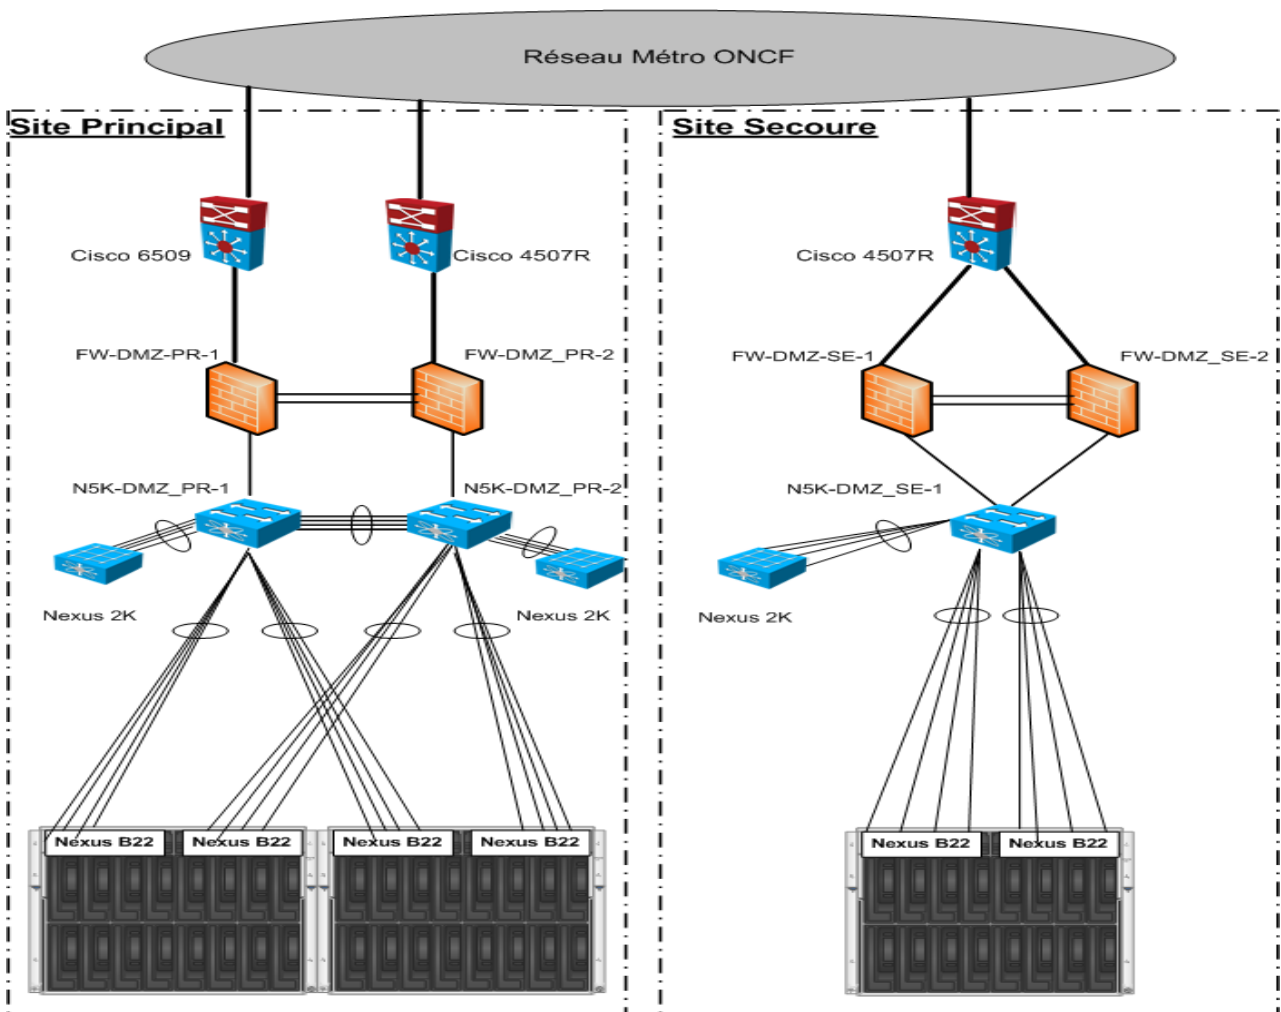 Réseau Métro ONCF
Site Principal
Site Secoure
Cisco 6509
Cisco 4507R
Cisco 4507R
FW-DMZ-PR-1
FW-DMZ_PR-2
FW-DMZ-SE-1
FW-DMZ_SE-2
N5K-DMZ_PR-1
N5K-DMZ_PR-2
N5K-DMZ_SE-1
Nexus 2K
Nexus 2K
Nexus 2K
Nexus B22
Nexus B22
Nexus B22
Nexus B22
Nexus B22
Nexus B22